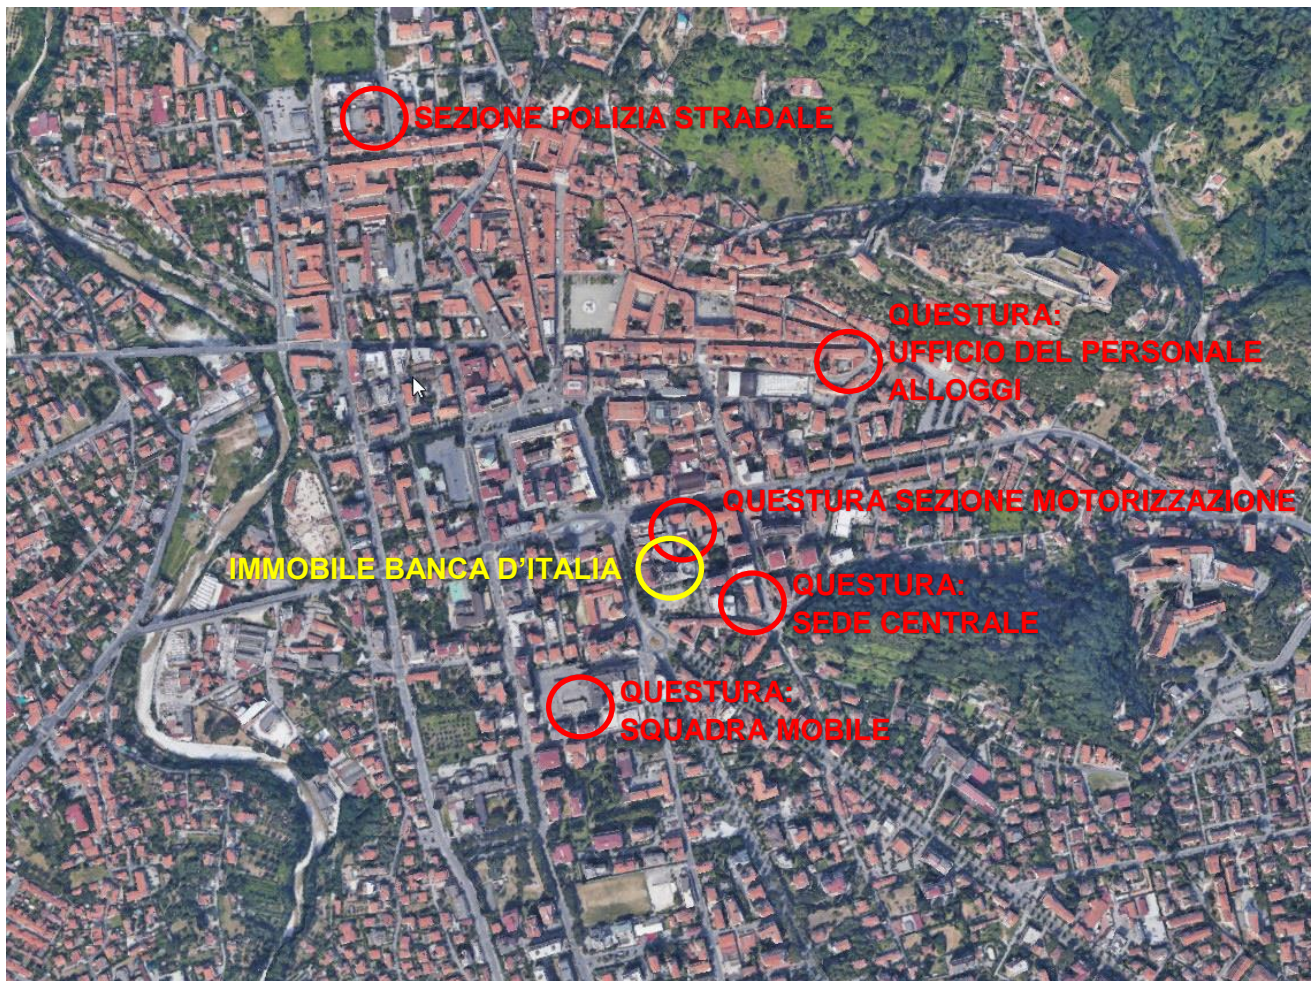 SEZIONE POLIZIA STRADALE
QUESTURA:
UFFICIO DEL PERSONALE
ALLOGGI
QUESTURA SEZIONE MOTORIZZAZIONE
IMMOBILE BANCA D'ITALIA
QUESTURA:
SEDE CENTRALE
QUESTURA:
SQUADRA MOBILE